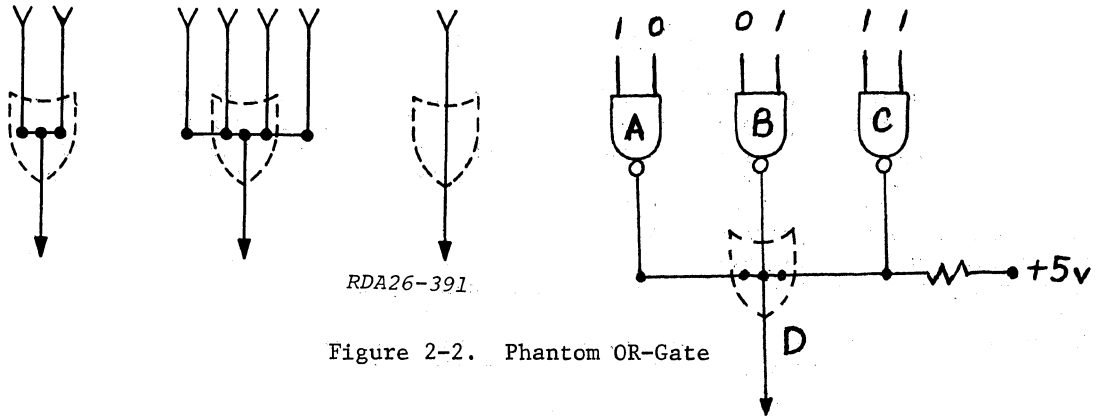 1 0 0 1 1 1
A B C
+5v
RDA26-391
D
Figure 2-2. Phantom OR-Gate